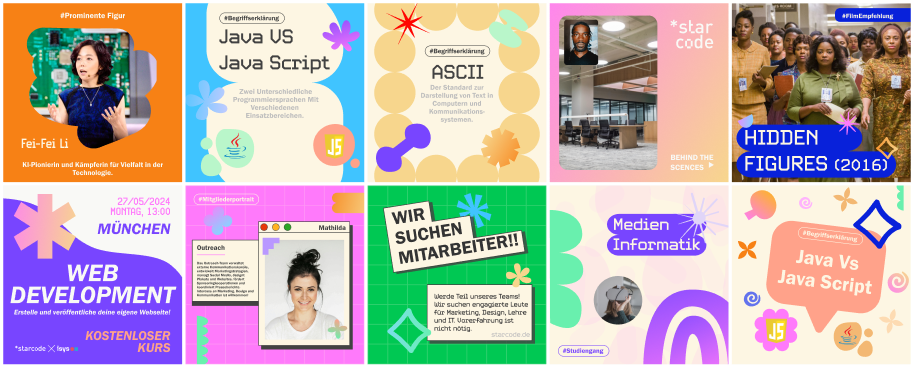 #Prominente Figur
Fei-Fei Li
KI-Pionierin und Kämpferin für Vielfalt in der
Technologie.
#Begriffserklärung
Java VS
Java Script
Zwei Unterschiedliche
Programmiersprachen Mit
Verschiedenen
Einsatzbereichen.
Java
JS
#Begriffserklärung
ASCII
Der Standard zur
Darstellung von Text in
Computern und
Kommunikations-
systemen.
*star
code
BEHIND THE
SCENCES
#FilmEmpfehlung
HIDDEN
FIGURES (2016)
27/05/2024
MONTAG, 13:00
MÜNCHEN
WEB
DEVELOPMENT
Erstelle und veröffentliche deine eigene Webseite!
KOSTENLOSER
KURS
*starcode X isys
#Mitgliederportrait
Mathilda
Outreach
WIR
SUCHEN
MITARBEITER!!
Werde Teil unseres Teams!
Wir suchen engagierte Leute
für Marketing, Design, Lehre
und IT. Vorerfahrung ist
nicht nötig.
starcode.de
Medien
Informatik
#Studiengang
#Begriffserklärung
Java Vs
Java Script
JS
Java